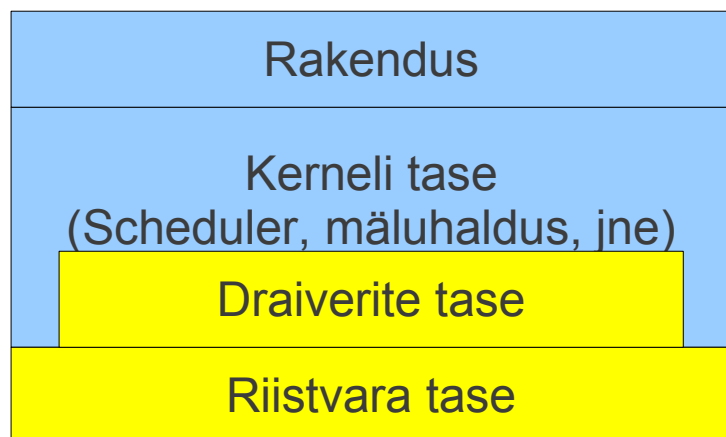 Rakendus
Kerneli tase
(Scheduler, mäluhaldus, jne)
Draiverite tase
Riistvara tase